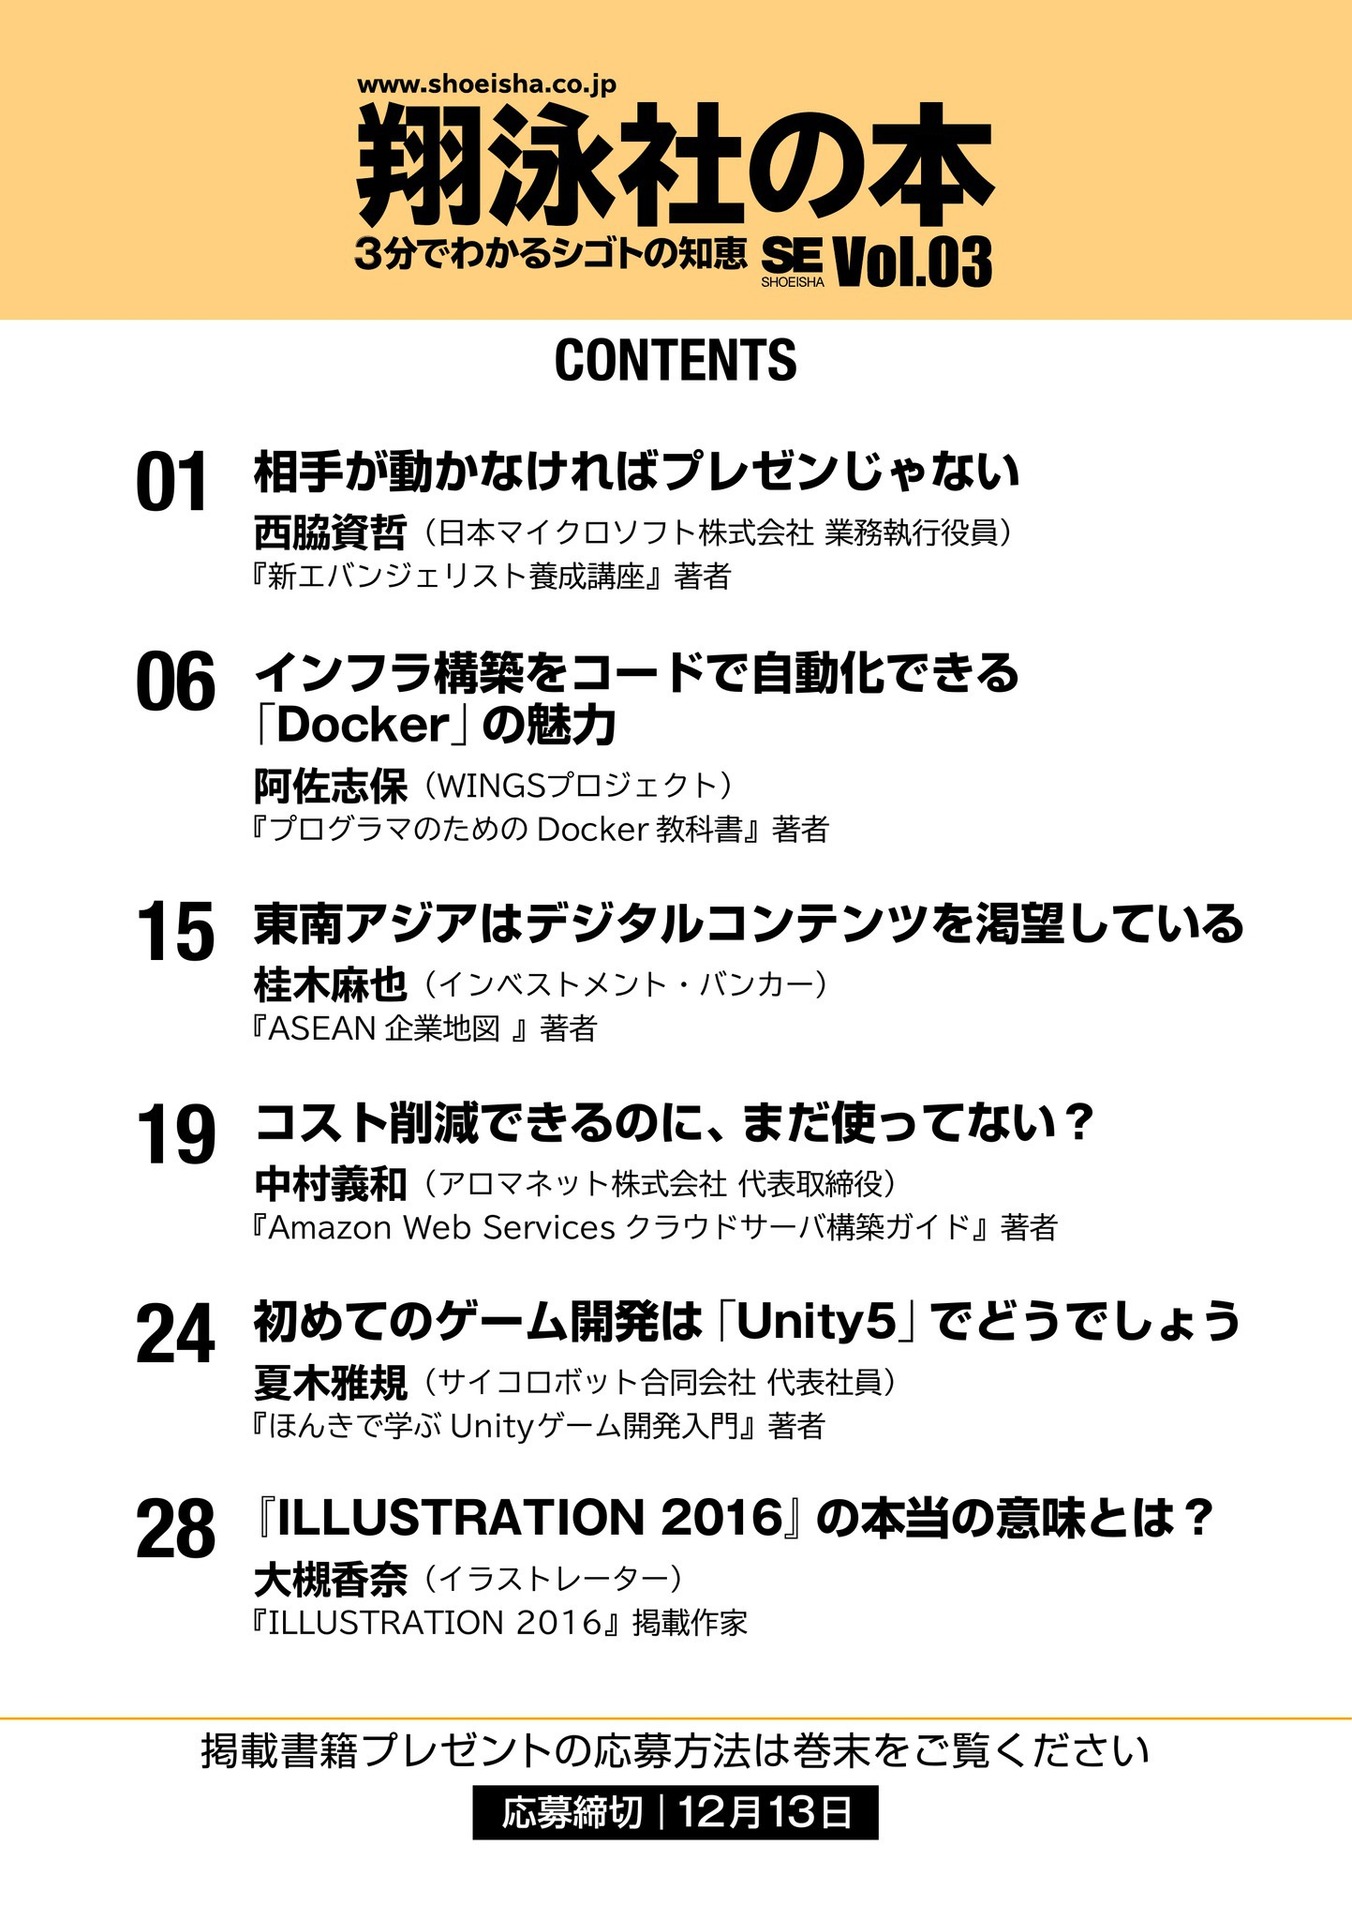 www.shoeisha.co.jp
翔泳社の本
3分でわかるシゴトの知恵 SE SHOEISHA Vol.03
CONTENTS
01 相手が動かなければプレゼンじゃない
西脇資哲（日本マイクロソフト株式会社 業務執行役員）
『新エバンジェリスト養成講座』著者
06 インフラ構築をコードで自動化できる
「Docker」の魅力
阿佐志保（WINGSプロジェクト）
『プログラマのための Docker 教科書』著者
15 東南アジアはデジタルコンテンツを渇望している
桂木麻也（インベストメント・バンカー）
『ASEAN 企業地図 』著者
19 コスト削減できるのに、まだ使ってない？
中村義和（アロマネット株式会社 代表取締役）
『Amazon Web Services クラウドサーバ構築ガイド』著者
24 初めてのゲーム開発は「Unity5」でどうでしょう
夏木雅規（サイコロボット合同会社 代表社員）
『ほんきで学ぶ Unityゲーム開発入門』著者
28 『ILLUSTRATION 2016』の本当の意味とは？
大槻香奈（イラストレーター）
『ILLUSTRATION 2016』掲載作家
掲載書籍プレゼントの応募方法は巻末をご覧ください
応募締切｜12月13日